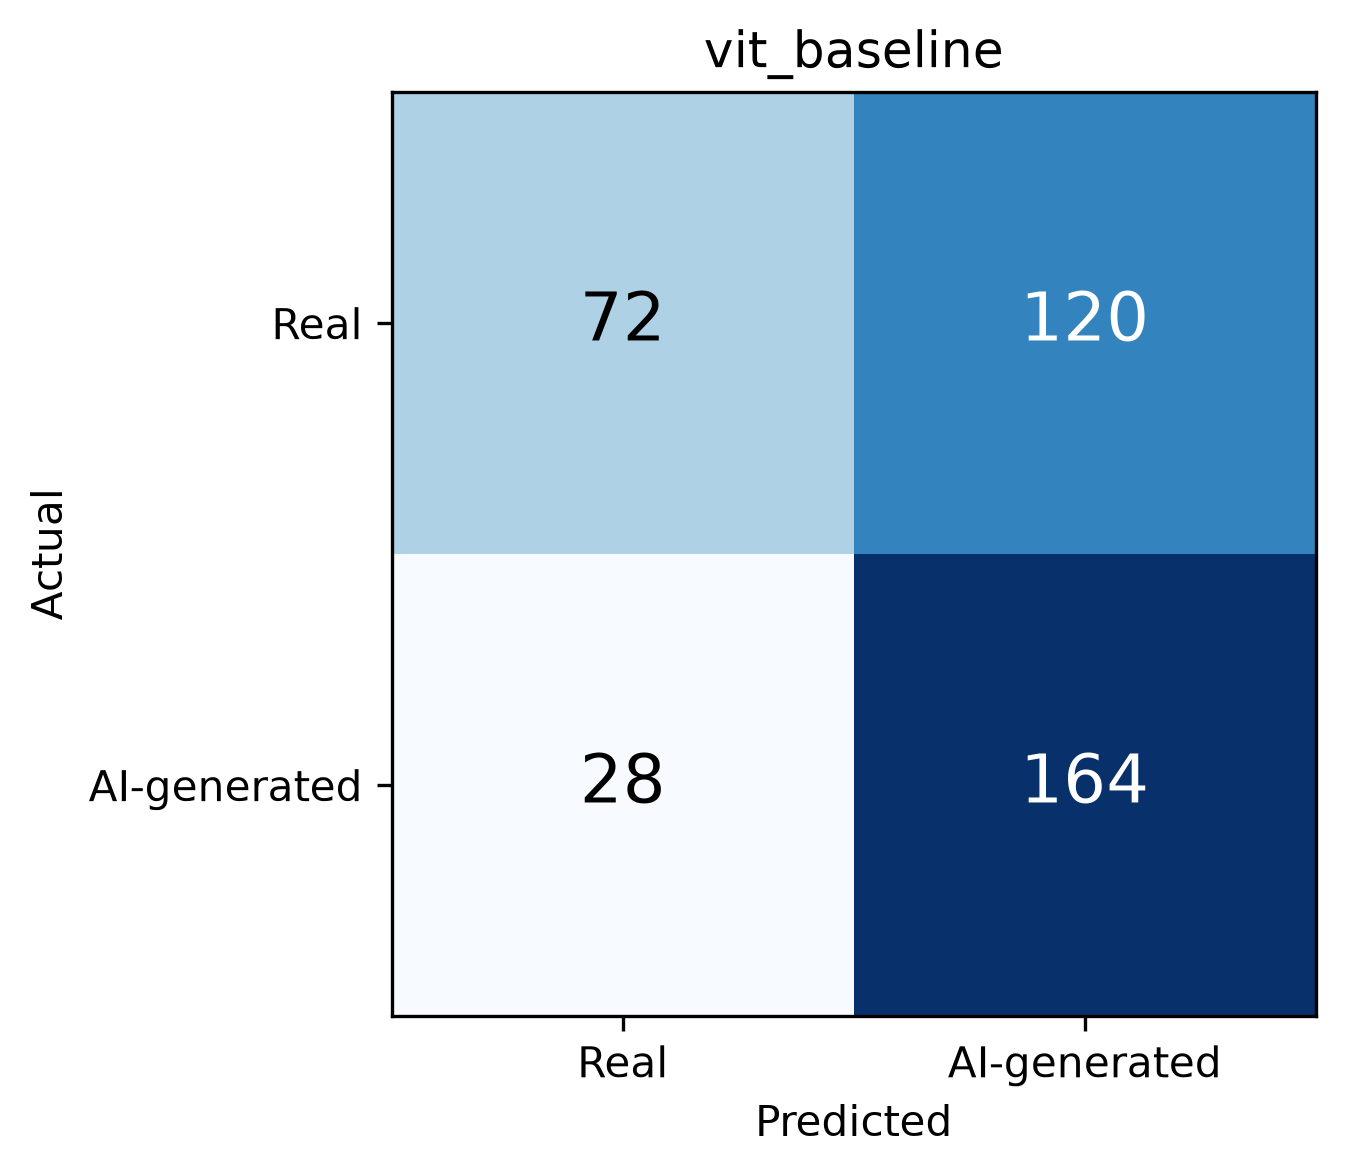 vit_baseline
Actual
Real
72
120
AI-generated
28
164
Real
AI-generated
Predicted